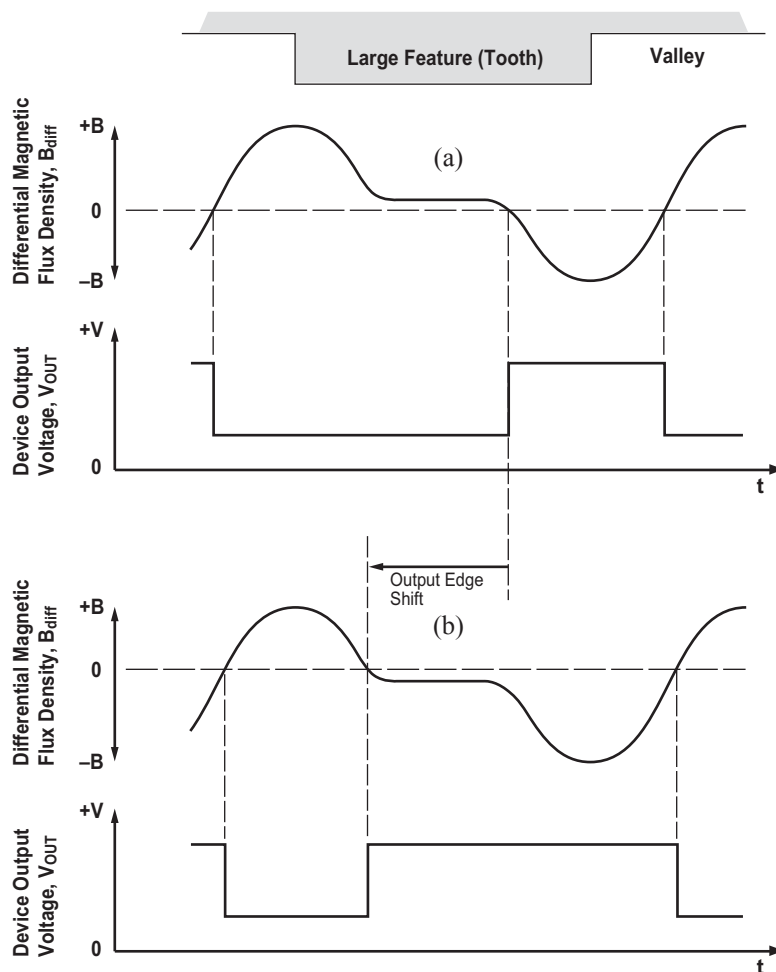 Large Feature (Tooth)
Valley
Differential Magnetic
Flux Density, Bdiff
+B
0
–B
(a)
Device Output
Voltage, VOUT
+V
0
t
Output Edge
Shift
Differential Magnetic
Flux Density, Bdiff
+B
0
–B
(b)
Device Output
Voltage, VOUT
+V
0
t